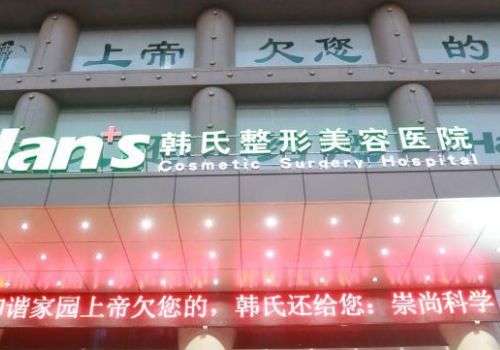 上帝欠您的
Han's 韩氏整形美容医院
Cosmetic Surgery Hospital
和谐家园上帝欠您的，韩氏还给您：崇尚科学